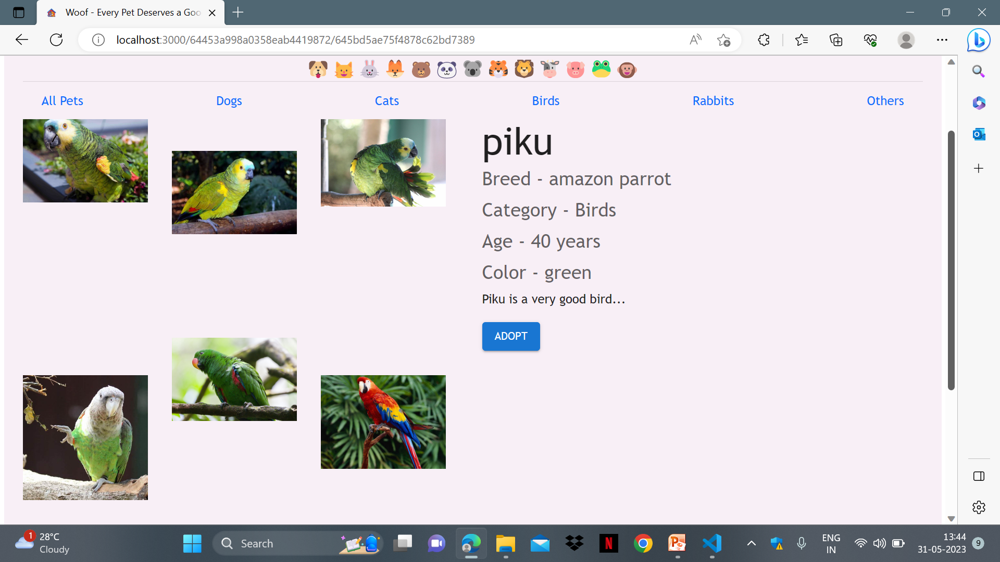 Woof - Every Pet Deserves a Goo
localhost:3000/64453a998a0358eab4419872/645bd5ae75f4878c62bd7389
All Pets Dogs Cats Birds Rabbits Others
piku
Breed - amazon parrot
Category - Birds
Age - 40 years
Color - green
Piku is a very good bird...
ADOPT
1
28°C
Cloudy
Search
ENG
IN
13:44
31-05-2023
9